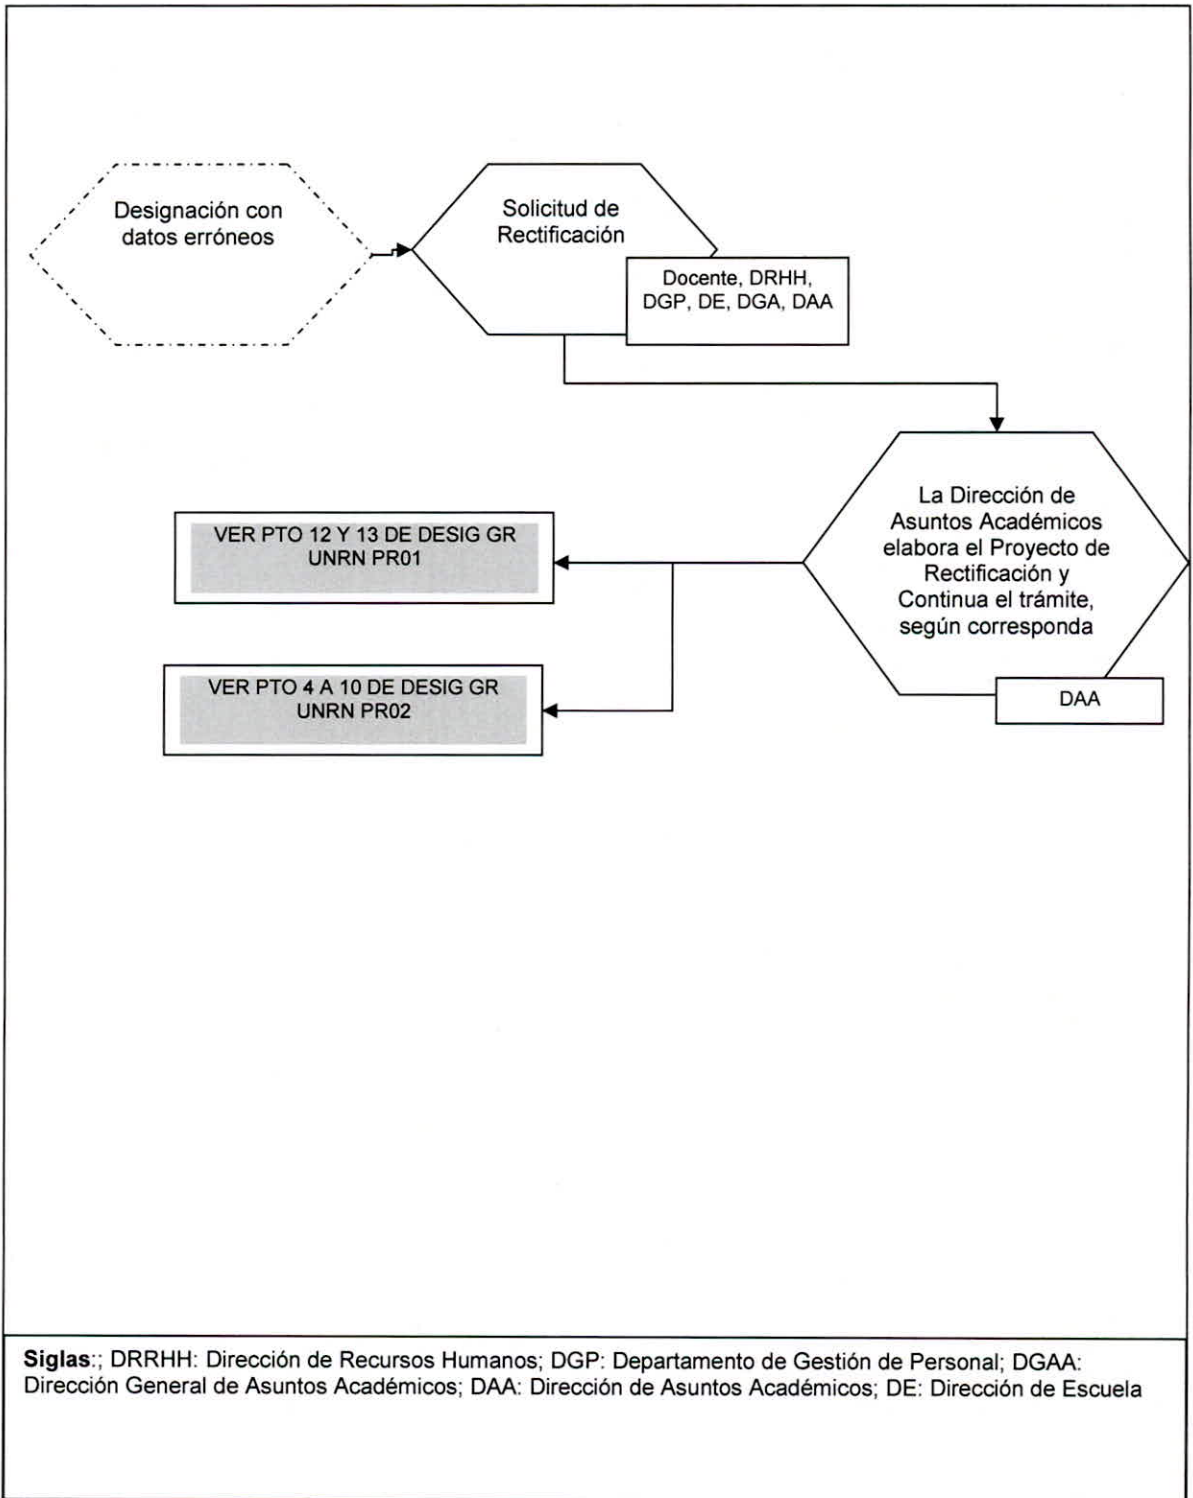 Designación con
datos erróneos
Solicitud de
Rectificación
Docente, DRHH,
DGP, DE, DGA, DAA
La Dirección de
Asuntos Académicos
elabora el Proyecto de
Rectificación y
Continua el trámite,
según corresponda
DAA
VER PTO 12 Y 13 DE DESIG GR
UNRN PR01
VER PTO 4 A 10 DE DESIG GR
UNRN PR02
Siglas:; DRRHH: Dirección de Recursos Humanos; DGP: Departamento de Gestión de Personal; DGAA:
Dirección General de Asuntos Académicos; DAA: Dirección de Asuntos Académicos; DE: Dirección de Escuela